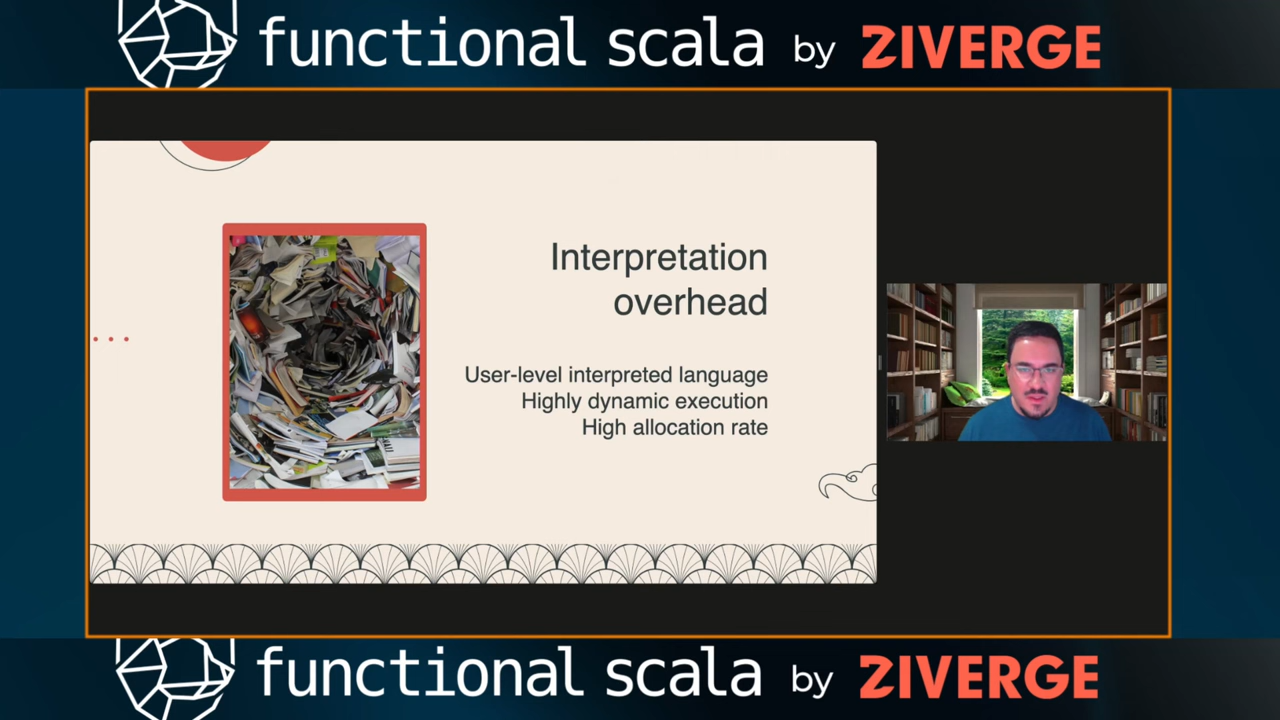 functional scala by ZIVERGE
Interpretation
overhead
User-level interpreted language
Highly dynamic execution
High allocation rate
functional scala by ZIVERGE